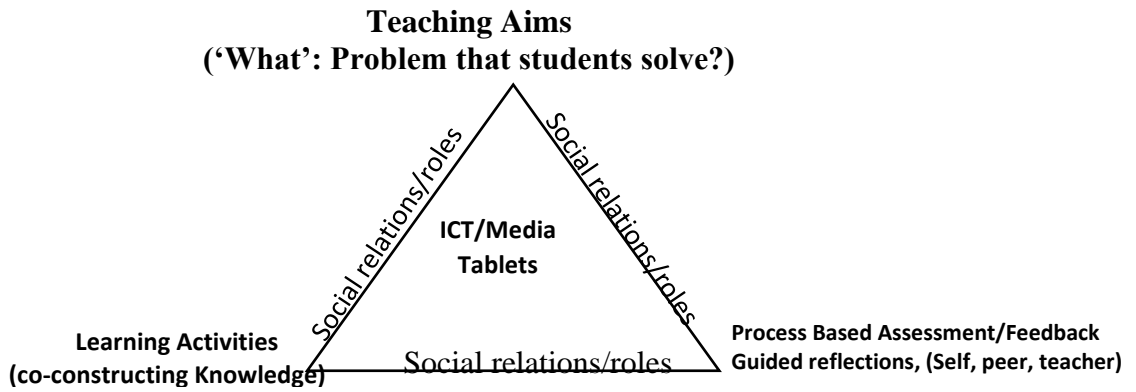 Teaching Aims
(‘What’: Problem that students solve?)
Social relations/roles
Social relations/roles
ICT/Media
Tablets
Learning Activities
(co-constructing Knowledge)
Social relations/roles
Process Based Assessment/Feedback
Guided reflections, (Self, peer, teacher)